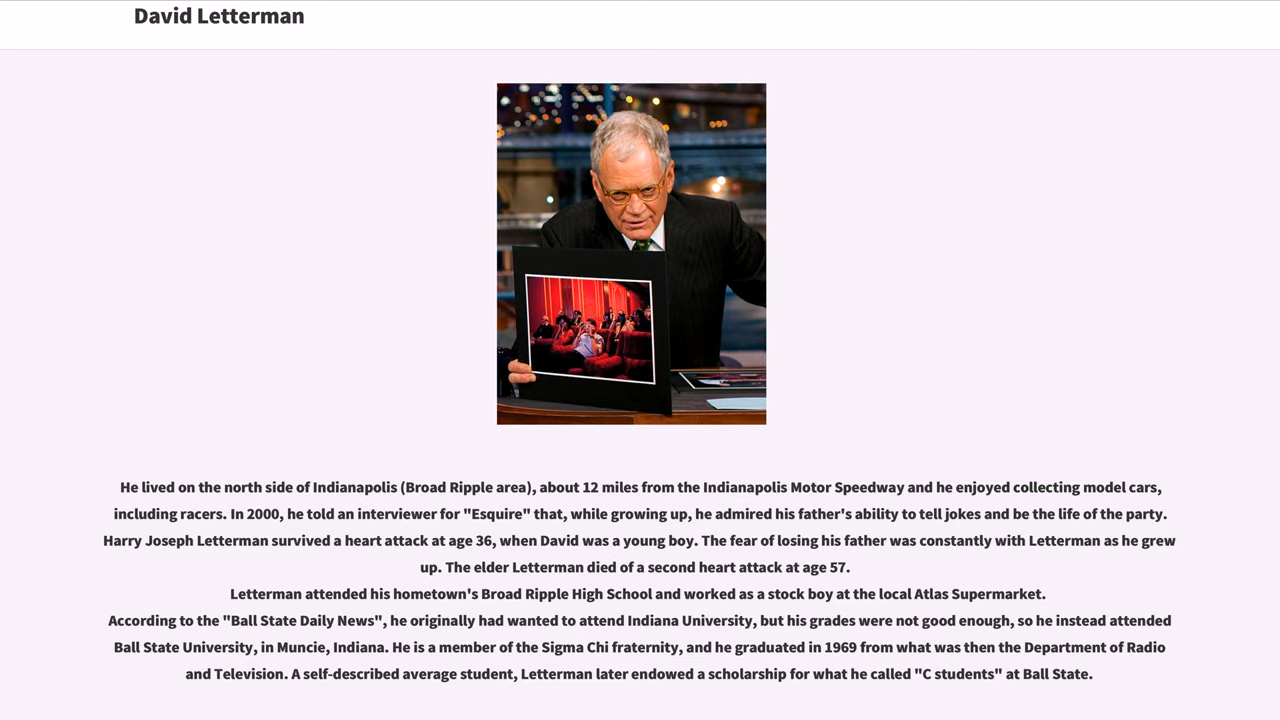 David Letterman
He lived on the north side of Indianapolis (Broad Ripple area), about 12 miles from the Indianapolis Motor Speedway and he enjoyed collecting model cars,
including racers. In 2000, he told an interviewer for "Esquire" that, while growing up, he admired his father's ability to tell jokes and be the life of the party.
Harry Joseph Letterman survived a heart attack at age 36, when David was a young boy. The fear of losing his father was constantly with Letterman as he grew
up. The elder Letterman died of a second heart attack at age 57.
Letterman attended his hometown's Broad Ripple High School and worked as a stock boy at the local Atlas Supermarket.
According to the "Ball State Daily News", he originally had wanted to attend Indiana University, but his grades were not good enough, so he instead attended
Ball State University, in Muncie, Indiana. He is a member of the Sigma Chi fraternity, and he graduated in 1969 from what was then the Department of Radio
and Television. A self-described average student, Letterman later endowed a scholarship for what he called "C students" at Ball State.